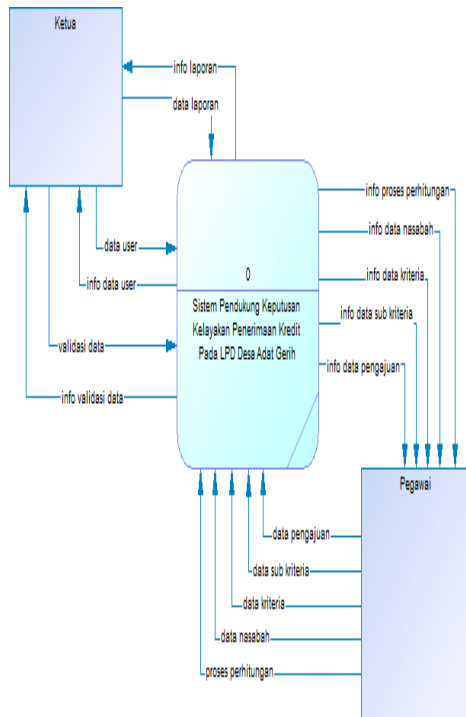 Ketua
info laporan
data laporan
info proses perhitungan
info data nasabah
data user
0
info data kriteria
info data user
Sistem Pendukung Keputusan
Kelayakan Penerimaan Kredit
Pada LPD Desa Adat Gerih
info data sub kriteria
validasi data
info data pengajuan
info validasi data
Pegawai
data pengajuan
data sub kriteria
data kriteria
data nasabah
proses perhitungan